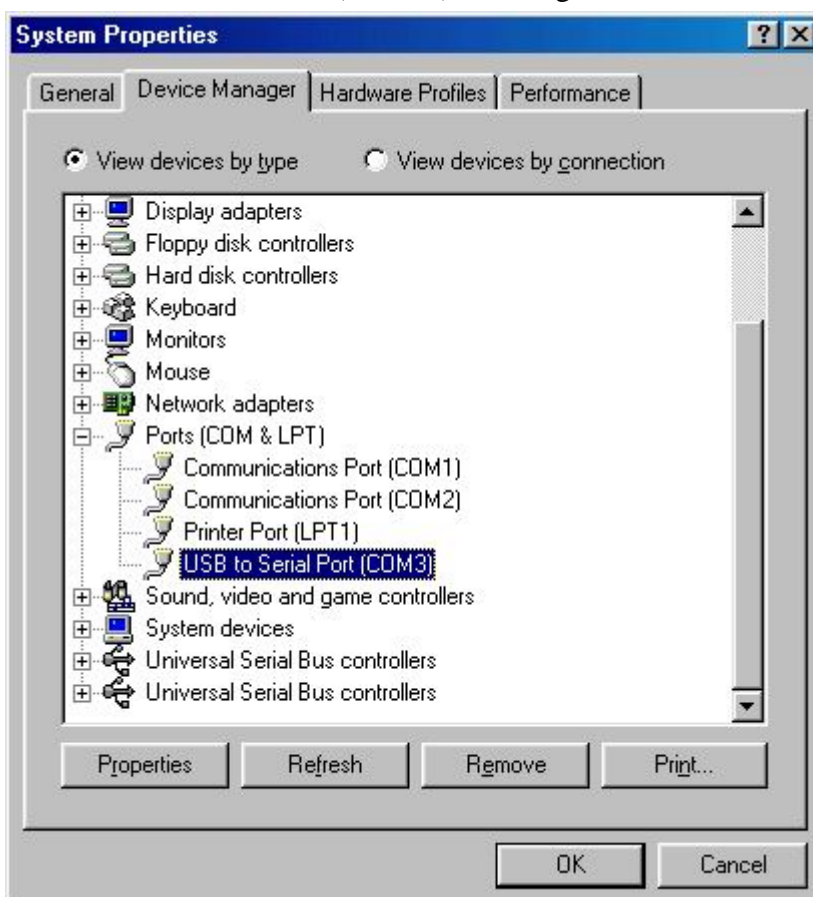 System Properties ? X
General Device Manager Hardware Profiles Performance
View devices by type View devices by connection
Display adapters
Floppy disk controllers
Hard disk controllers
Keyboard
Monitors
Mouse
Network adapters
Ports (COM & LPT)
Communications Port (COM1)
Communications Port (COM2)
Printer Port (LPT1)
USB to Serial Port (COM3)
Sound, video and game controllers
System devices
Universal Serial Bus controllers
Universal Serial Bus controllers
Properties Refresh Remove Print...
OK Cancel